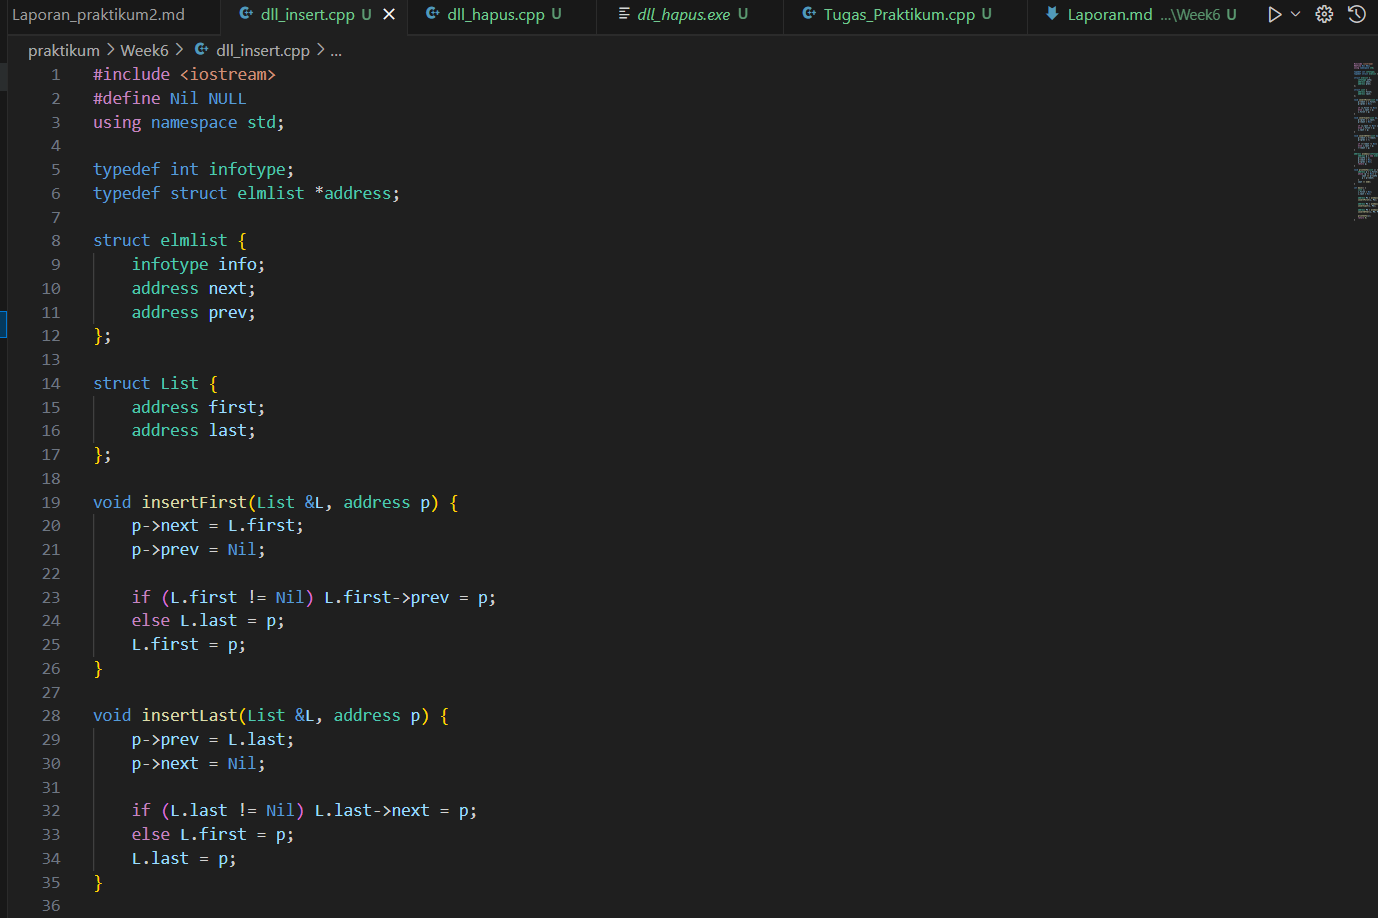 Laporan_praktikum2.md dll_insert.cpp U dll_hapus.cpp U dll_hapus.exe U Tugas_Praktikum.cpp U Laporan.md ...\Week6 U
praktikum > Week6 > dll_insert.cpp > ...
1 #include <iostream>
2 #define Nil NULL
3 using namespace std;
4
5 typedef int infotype;
6 typedef struct elmlist *address;
7
8 struct elmlist {
9 infotype info;
10 address next;
11 address prev;
12 };
13
14 struct List {
15 address first;
16 address last;
17 };
18
19 void insertFirst(List &L, address p) {
20 p->next = L.first;
21 p->prev = Nil;
22
23 if (L.first != Nil) L.first->prev = p;
24 else L.last = p;
25 L.first = p;
26 }
27
28 void insertLast(List &L, address p) {
29 p->prev = L.last;
30 p->next = Nil;
31
32 if (L.last != Nil) L.last->next = p;
33 else L.first = p;
34 L.last = p;
35 }
36